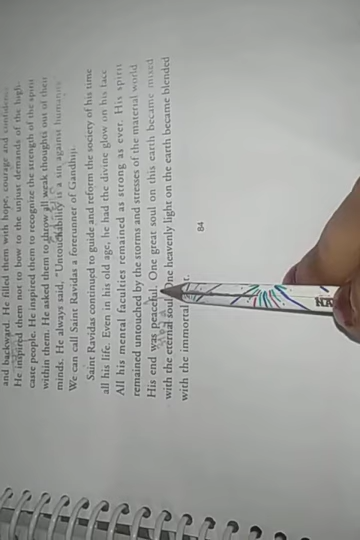 and backward. He filled them with hope, courage and confidence.
He inspired them not to bow to the unjust demands of the high-
caste people. He inspired them to recognize the strength of the spirit
within them. He asked them to throw all weak thoughts out of their
minds. He always said, "Untouchability is a sin against humanity."
We can call Saint Ravidas a forerunner of Gandhiji.
Saint Ravidas continued to guide and reform the society of his time
all his life. Even in his old age, he had the divine glow on his face.
All his mental faculties remained as strong as ever. His spirit
remained untouched by the storms and stresses of the material world.
His end was peaceful. One great soul on this earth became mixed
with the eternal heavenly light on the earth became blended
with the immortal
84
NA